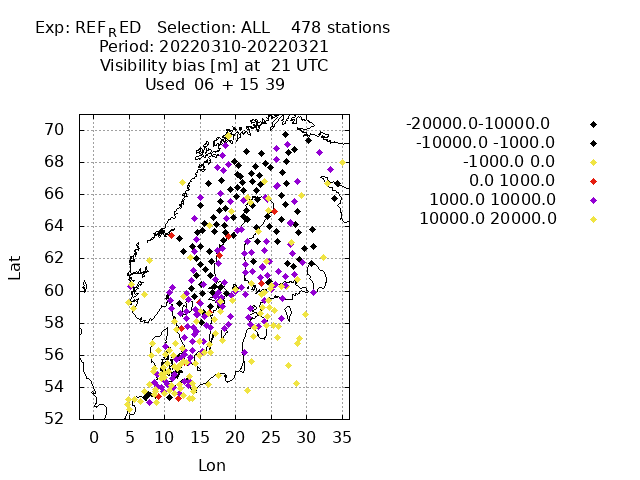 Exp: REFRED   Selection: ALL    478 stations
Period: 20220310-20220321
Visibility bias [m] at  21 UTC
Used  06 + 15 39
-20000.0-10000.0
-10000.0 -1000.0
-1000.0 0.0
0.0 1000.0
1000.0 10000.0
10000.0 20000.0
70
68
66
64
62
60
58
56
54
52
Lat
0 5 10 15 20 25 30 35
Lon